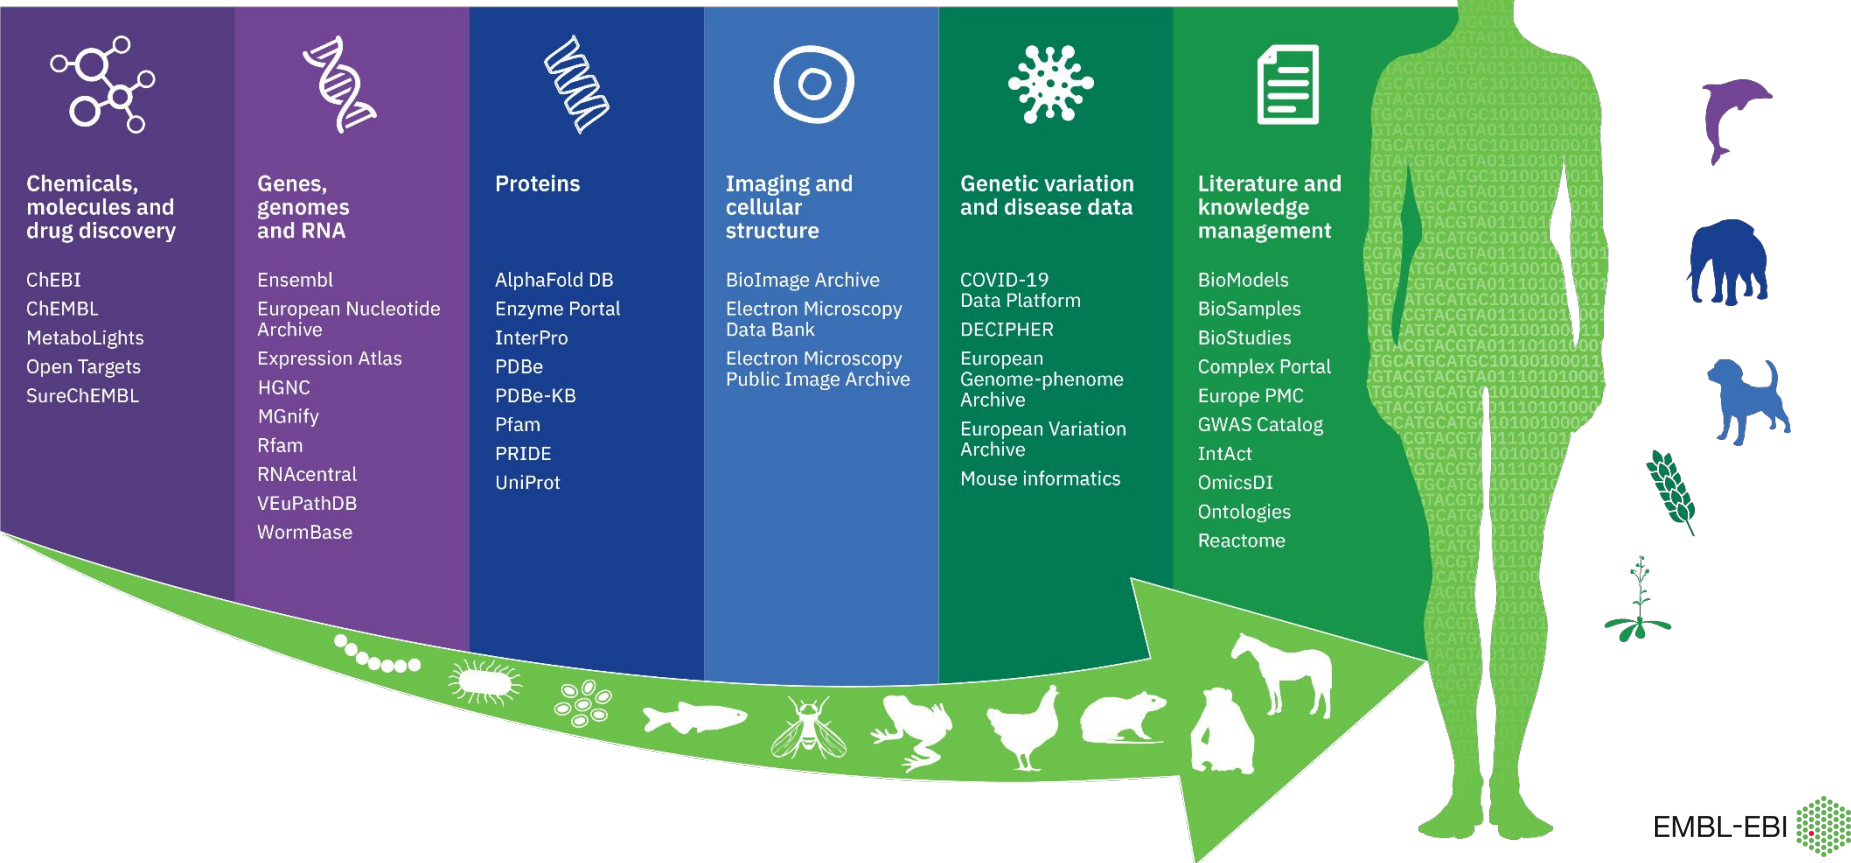 Chemicals,
molecules and
drug discovery
ChEBI
ChEMBL
MetaboLights
Open Targets
SureChEMBL
Genes,
genomes
and RNA
Ensembl
European Nucleotide
Archive
Expression Atlas
HGNC
MGnify
Rfam
RNAcentral
VEuPathDB
WormBase
Proteins
AlphaFold DB
Enzyme Portal
InterPro
PDBe
PDBe-KB
Pfam
PRIDE
UniProt
Imaging and
cellular
structure
BioImage Archive
Electron Microscopy
Data Bank
Electron Microscopy
Public Image Archive
Genetic variation
and disease data
COVID-19
Data Platform
DECIPHER
European
Genome-phenome
Archive
European Variation
Archive
Mouse informatics
Literature and
knowledge
management
BioModels
BioSamples
BioStudies
Complex Portal
Europe PMC
GWAS Catalog
IntAct
OmicsDI
Ontologies
Reactome
EMBL-EBI